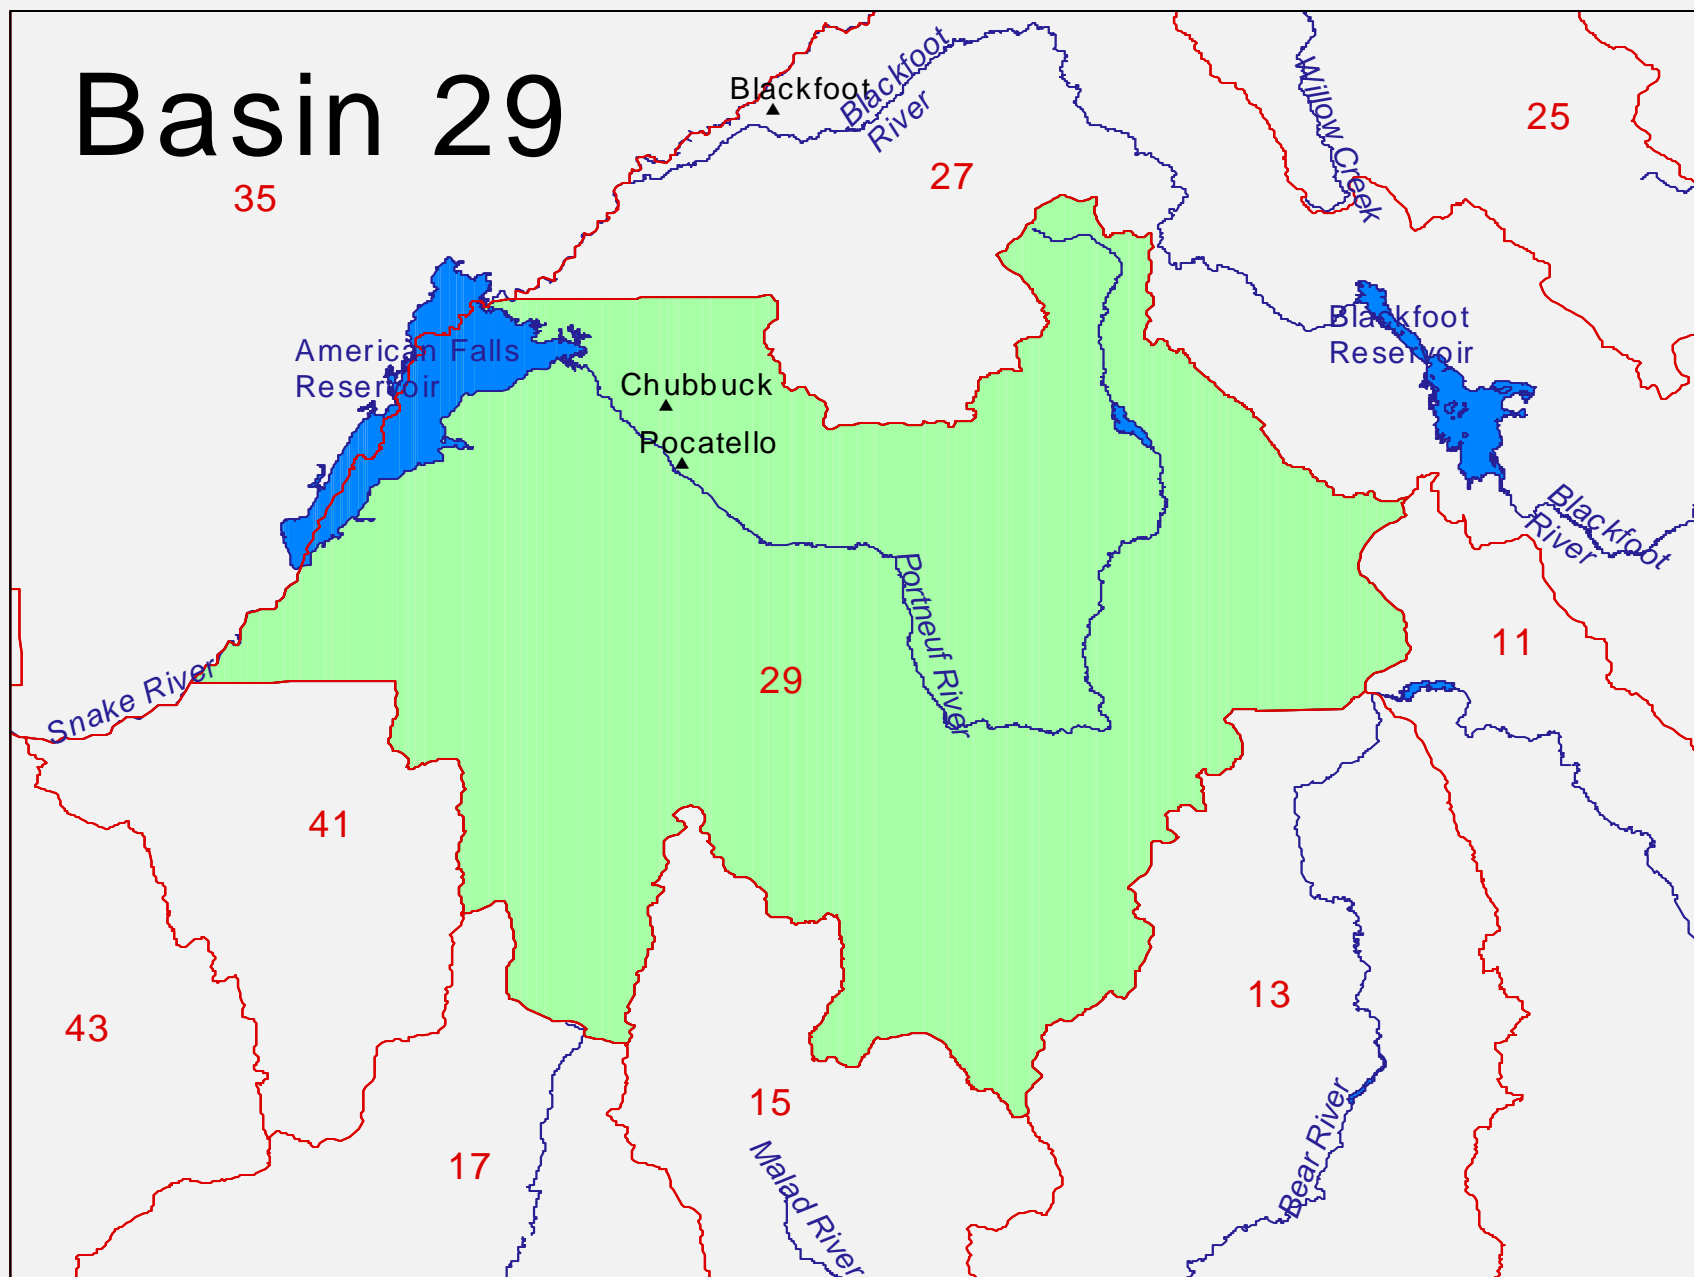 Basin 29
Blackfoot
Blackfoot
River
Willow Creek
25
35
27
American Falls
Reservoir
Blackfoot
Reservoir
Chubbuck
Pocatello
Blackfoot
River
Portneuf River
11
29
Snake River
41
13
43
15
17
Bear River
Malad River